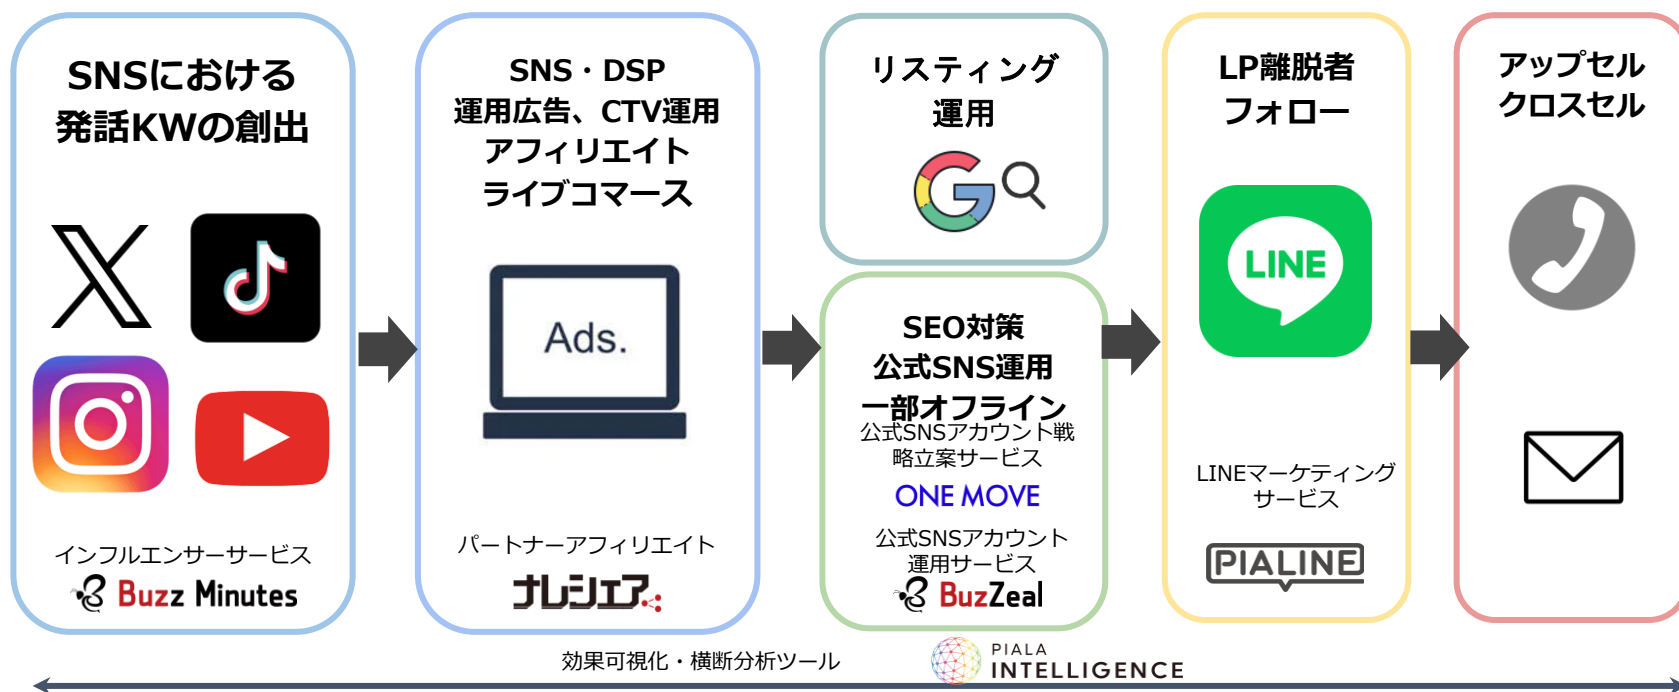 SNSにおける
発話KWの創出
インフルエンサーサービス
Buzz Minutes
SNS・DSP
運用広告、CTV運用
アフィリエイト
ライブコマース
Ads.
パートナーアフィリエイト
ナレシェア
リスティング
運用
SEO対策
公式SNS運用
一部オフライン
公式SNSアカウント戦
略立案サービス
ONE MOVE
公式SNSアカウント
運用サービス
BuzZeal
LP離脱者
フォロー
LINE
LINEマーケティング
サービス
PIALINE
アップセル
クロスセル
効果可視化・横断分析ツール
PIALA
INTELLIGENCE